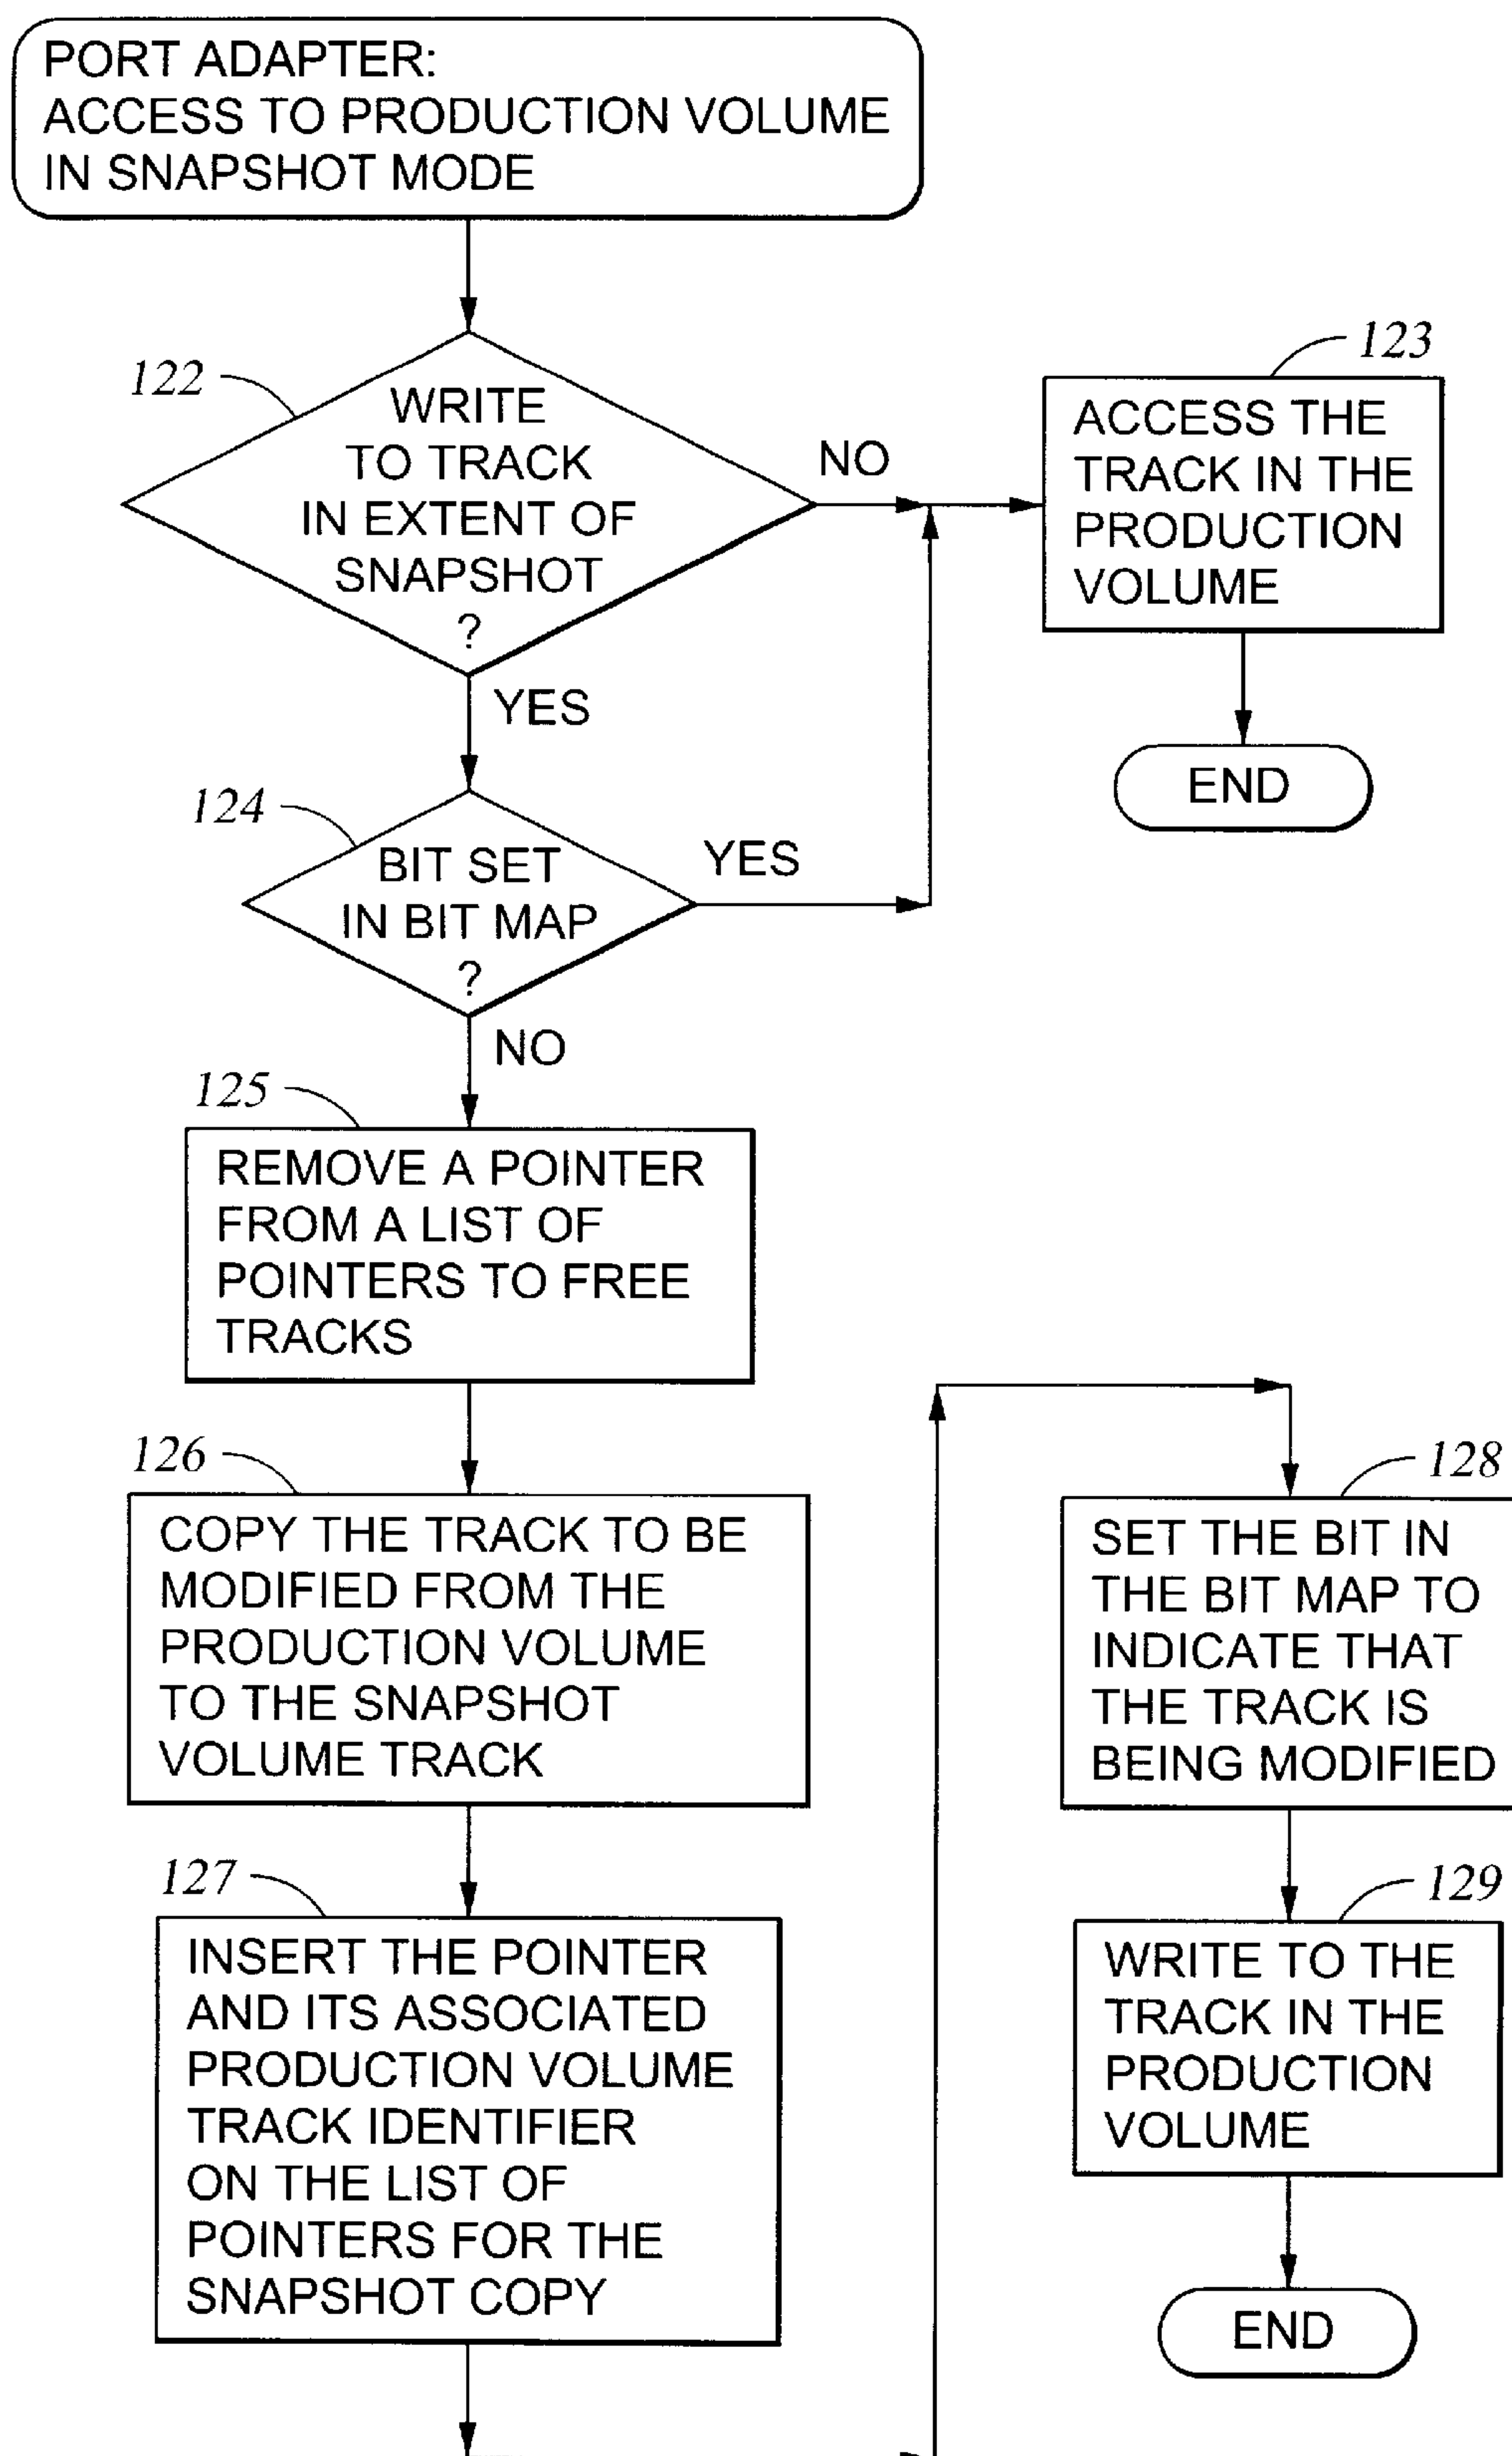 PORT ADAPTER:
ACCESS TO PRODUCTION VOLUME
IN SNAPSHOT MODE
122
WRITE
TO TRACK
IN EXTENT OF
SNAPSHOT
?
NO
YES
123
ACCESS THE
TRACK IN THE
PRODUCTION
VOLUME
END
124
BIT SET
IN BIT MAP
?
YES
NO
125
REMOVE A POINTER
FROM A LIST OF
POINTERS TO FREE
TRACKS
126
COPY THE TRACK TO BE
MODIFIED FROM THE
PRODUCTION VOLUME
TO THE SNAPSHOT
VOLUME TRACK
127
INSERT THE POINTER
AND ITS ASSOCIATED
PRODUCTION VOLUME
TRACK IDENTIFIER
ON THE LIST OF
POINTERS FOR THE
SNAPSHOT COPY
128
SET THE BIT IN
THE BIT MAP TO
INDICATE THAT
THE TRACK IS
BEING MODIFIED
129
WRITE TO THE
TRACK IN THE
PRODUCTION
VOLUME
END